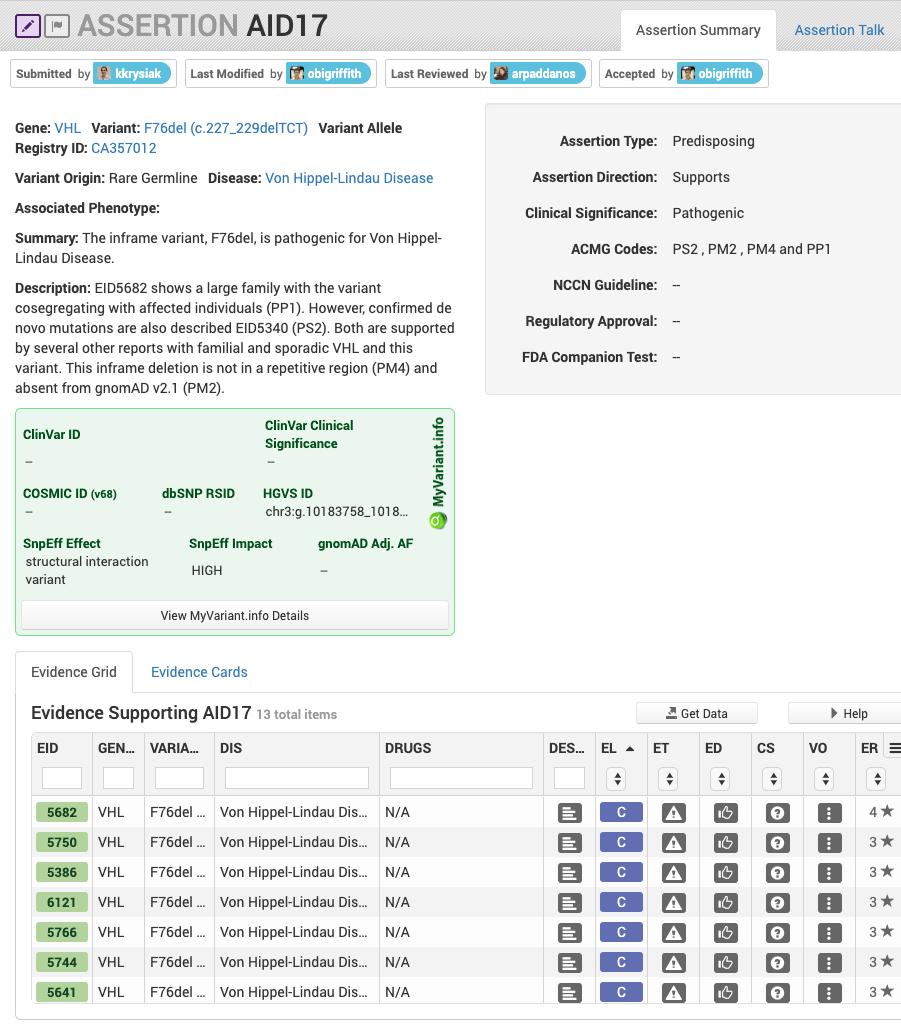 ASSERTION AID17
Assertion Summary
Assertion Talk
Submitted by kkrysiak
Last Modified by obigriffith
Last Reviewed by arpaddanos
Accepted by obigriffith
Gene: VHL Variant: F76del (c.227_229delTCT) Variant Allele
Registry ID: CA357012
Variant Origin: Rare Germline Disease: Von Hippel-Lindau Disease
Associated Phenotype:
Summary: The inframe variant, F76del, is pathogenic for Von Hippel-
Lindau Disease.
Description: EID5682 shows a large family with the variant
cosegregating with affected individuals (PP1). However, confirmed de
novo mutations are also described EID5340 (PS2). Both are supported
by several other reports with familial and sporadic VHL and this
variant. This inframe deletion is not in a repetitive region (PM4) and
absent from gnomAD v2.1 (PM2).
Assertion Type: Predisposing
Assertion Direction: Supports
Clinical Significance: Pathogenic
ACMG Codes: PS2 , PM2 , PM4 and PP1
NCCN Guideline: --
Regulatory Approval: --
FDA Companion Test: --
ClinVar ID
--
ClinVar Clinical
Significance
--
MyVariant.info
COSMIC ID (v68) dbSNP RSID HGVS ID
-- -- chr3:g.10183758_1018...
SnpEff Effect SnpEff Impact gnomAD Adj. AF
structural interaction
variant
HIGH
--
View MyVariant.info Details
Evidence Grid Evidence Cards
Evidence Supporting AID17 13 total items
Get Data
Help
EID GEN... VARIA... DIS DRUGS DES... EL ET ED CS VO ER
5682 VHL F76del ... Von Hippel-Lindau Dis... N/A C 4
5750 VHL F76del ... Von Hippel-Lindau Dis... N/A C 3
5386 VHL F76del ... Von Hippel-Lindau Dis... N/A C 3
6121 VHL F76del ... Von Hippel-Lindau Dis... N/A C 3
5766 VHL F76del ... Von Hippel-Lindau Dis... N/A C 3
5744 VHL F76del ... Von Hippel-Lindau Dis... N/A C 3
5641 VHL F76del ... Von Hippel-Lindau Dis... N/A C 3